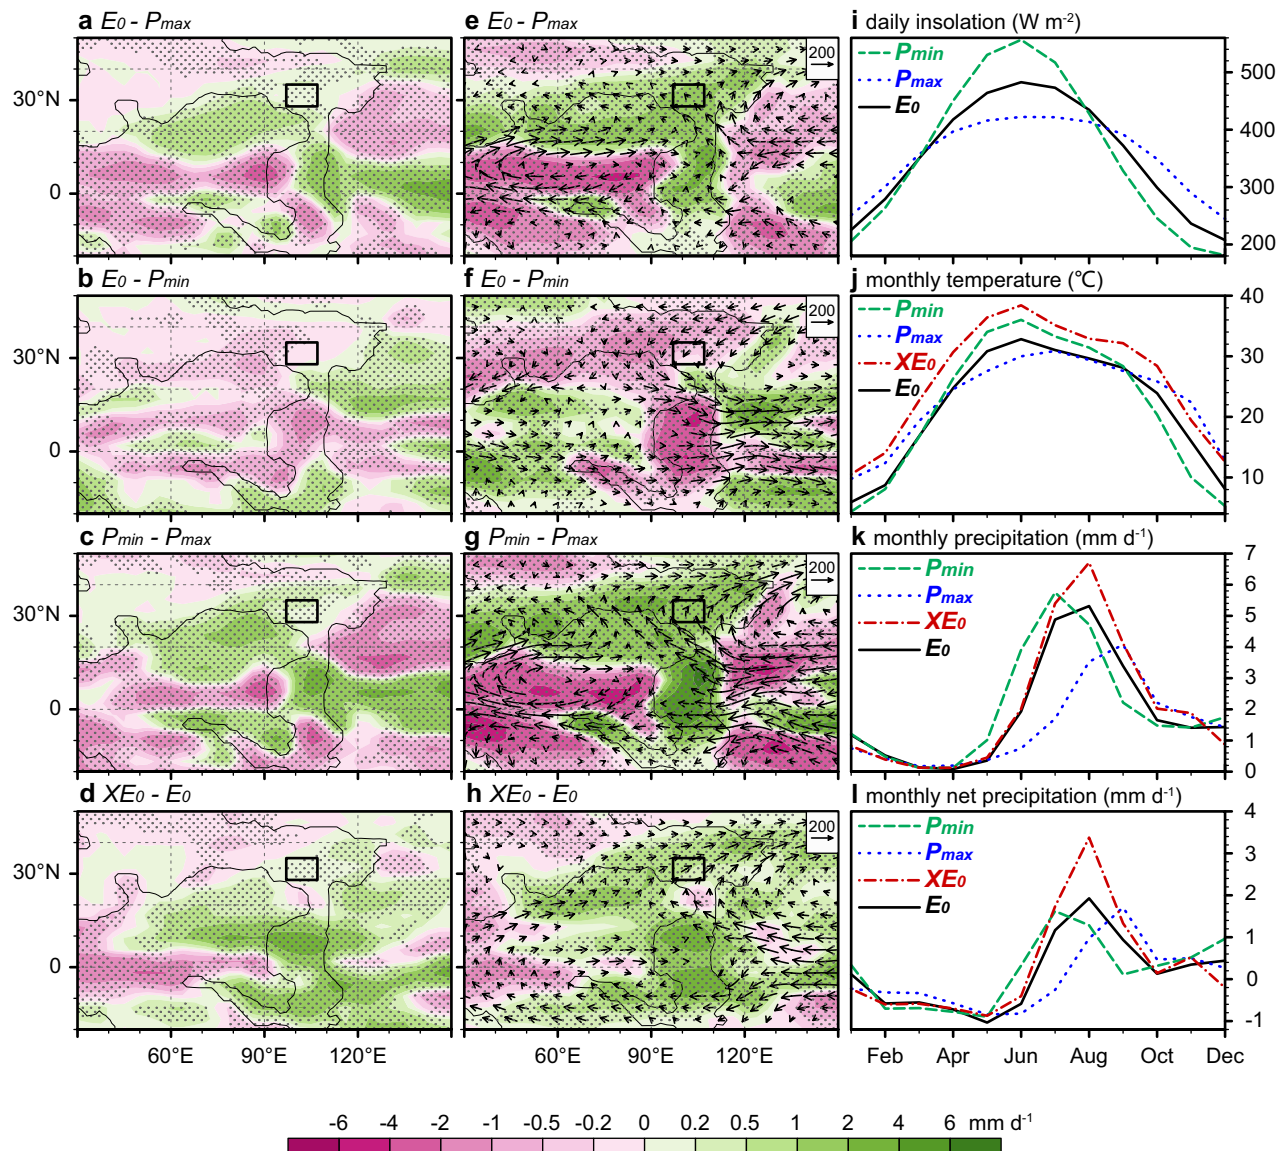 a E0 - Pmax
30°N
0
b E0 - Pmin
30°N
0
c Pmin - Pmax
30°N
0
d XE0 - E0
30°N
0
60°E 90°E 120°E
e E0 - Pmax
200
f E0 - Pmin
200
g Pmin - Pmax
200
h XE0 - E0
200
60°E 90°E 120°E
i daily insolation (W m-2)
Pmin
Pmax
E0
500
400
300
200
j monthly temperature (°C)
Pmin
Pmax
XE0
E0
40
30
20
10
k monthly precipitation (mm d-1)
Pmin
Pmax
XE0
E0
7
6
5
4
3
2
1
0
l monthly net precipitation (mm d-1)
Pmin
Pmax
XE0
E0
4
3
2
1
0
-1
Feb Apr Jun Aug Oct Dec
-6 -4 -2 -1 -0.5 -0.2 0 0.2 0.5 1 2 4 6 mm d-1